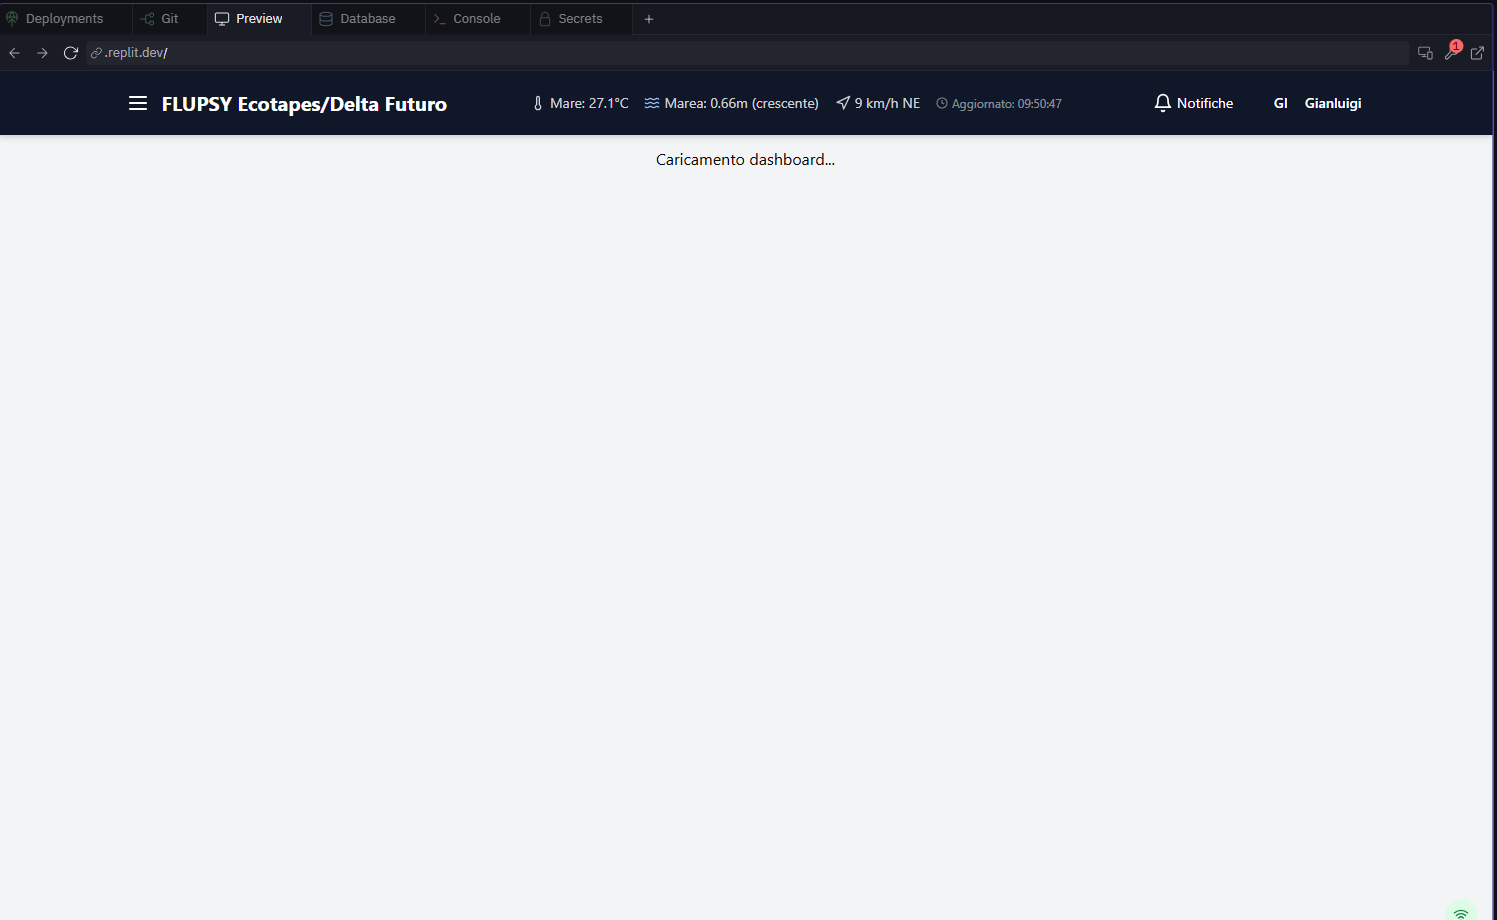 Deployments Git Preview Database Console Secrets +
.replit.dev/ 1
FLUPSY Ecotapes/Delta Futuro Mare: 27.1°C Marea: 0.66m (crescente) 9 km/h NE Aggiornato: 09:50:47 Notifiche GI Gianluigi
Caricamento dashboard...